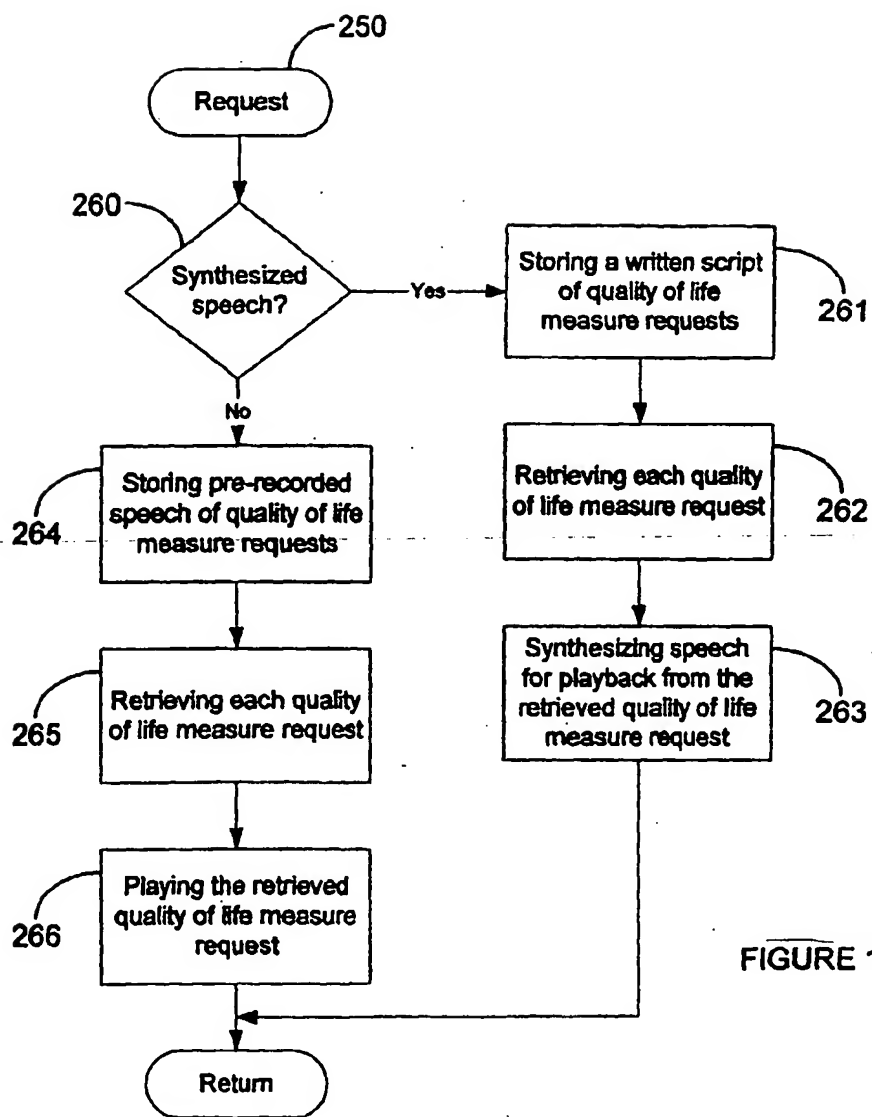 250
Request
260
Synthesized
speech?
Yes
No
Storing a written script
of quality of life
measure requests
261
Retrieving each quality
of life measure request
262
Synthesizing speech
for playback from the
retrieved quality of life
measure request
263
Storing pre-recorded
speech of quality of life
measure requests
264
Retrieving each quality
of life measure request
265
Playing the retrieved
quality of life measure
request
266
Return
FIGURE